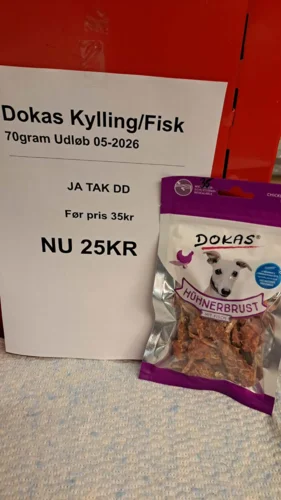 Dokas Kylling/Fisk
70gram Udløb 05-2026
JA TAK DD
Før pris 35kr
NU 25KR
DOKAS®
HÜHNERBRUST